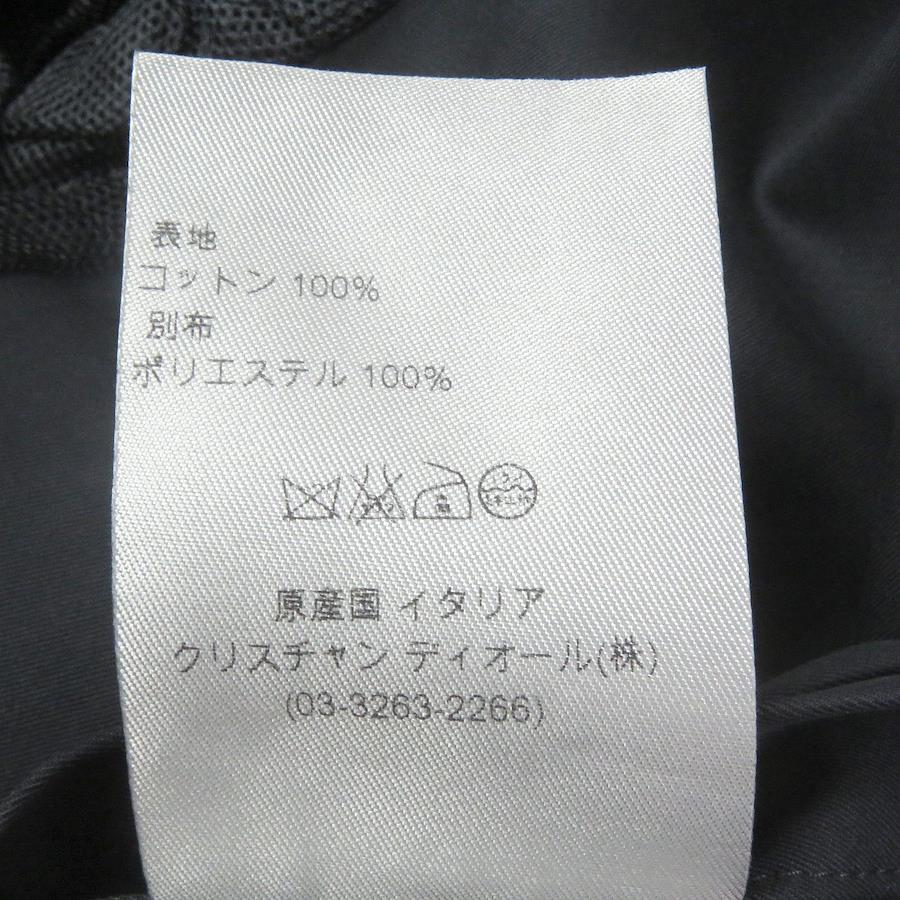 表地
コットン 100%
別布
ポリエステル 100%
高
原産国 イタリア
クリスチャン ディオール(株)
(03-3263-2266)